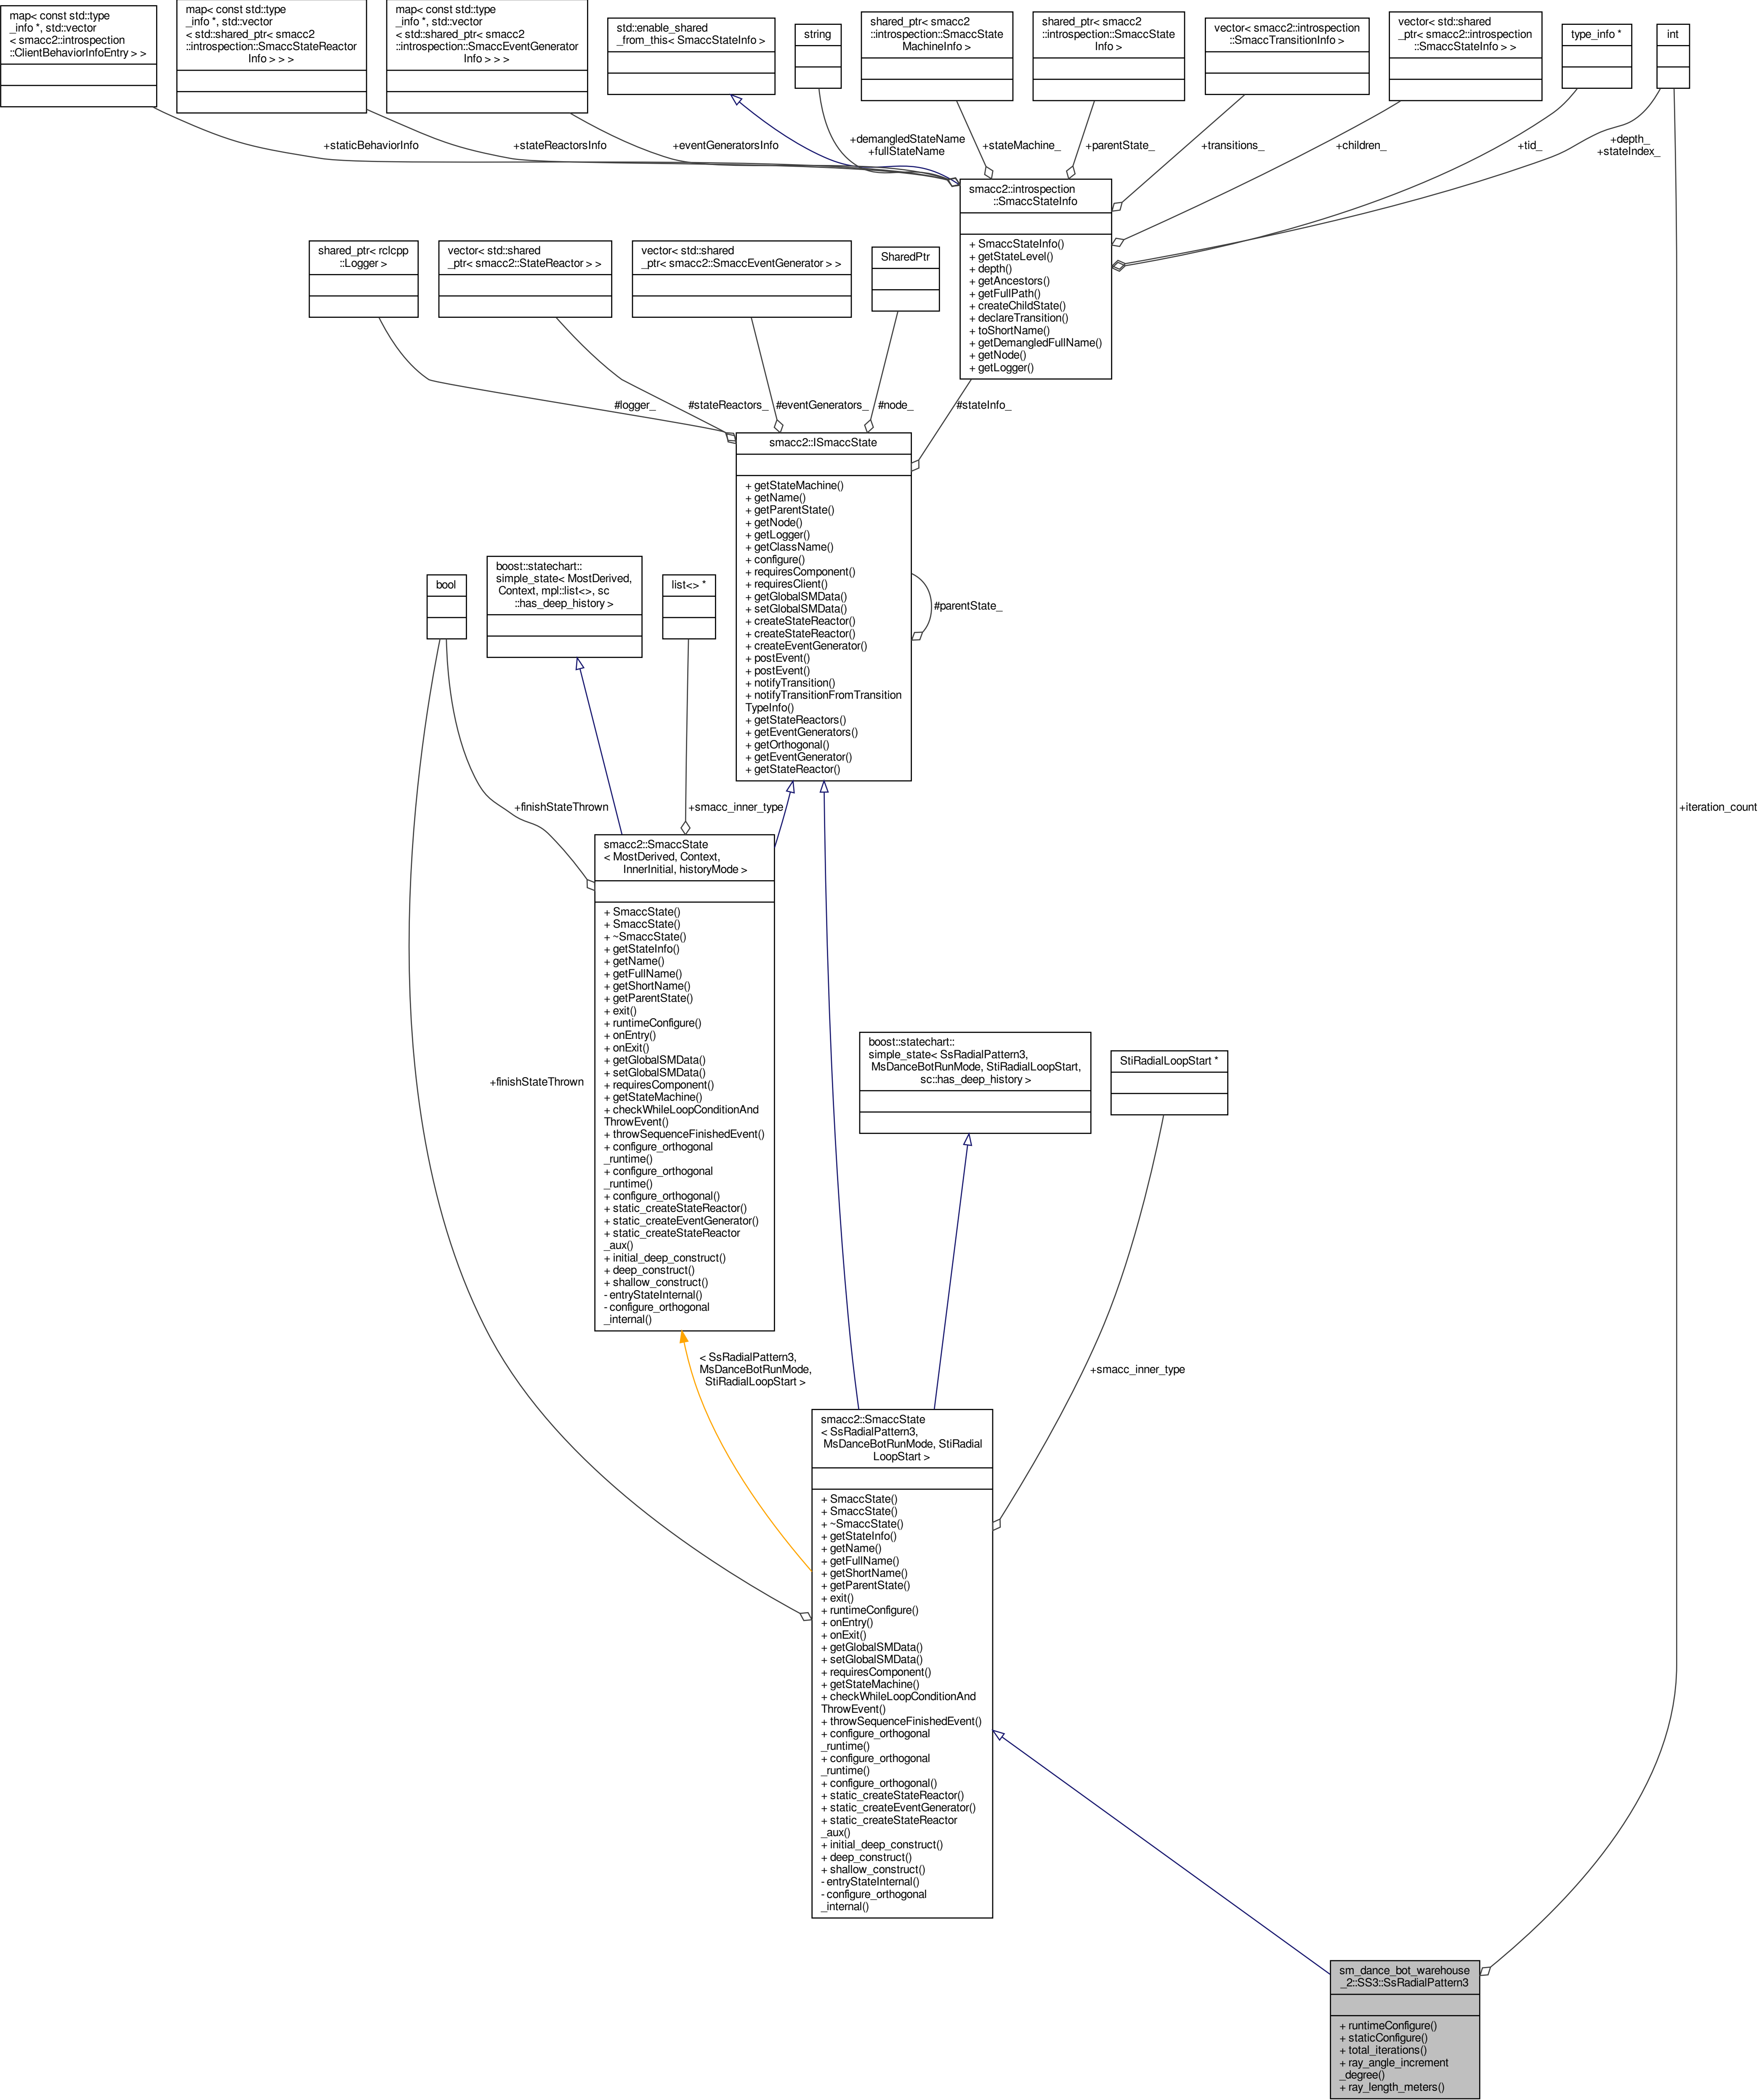 map< const std::type
_info *, std::vector
< smacc2::introspection
::ClientBehaviorInfoEntry > >
map< const std::type
_info *, std::vector
< std::shared_ptr< smacc2
::introspection::SmaccStateReactor
Info > > >
map< const std::type
_info *, std::vector
< std::shared_ptr< smacc2
::introspection::SmaccEventGenerator
Info > > >
std::enable_shared
_from_this< SmaccStateInfo >
string
shared_ptr< smacc2
::introspection::SmaccState
MachineInfo >
shared_ptr< smacc2
::introspection::SmaccState
Info >
vector< smacc2::introspection
::SmaccTransitionInfo >
vector< std::shared
_ptr< smacc2::introspection
::SmaccStateInfo > >
type_info *
int
+staticBehaviorInfo
+stateReactorsInfo
+eventGeneratorsInfo
+demangledStateName
+fullStateName
+stateMachine_
+parentState_
+transitions_
+children_
+tid_
+depth_
+stateIndex_
smacc2::introspection
::SmaccStateInfo
+ SmaccStateInfo()
+ getStateLevel()
+ depth()
+ getAncestors()
+ getFullPath()
+ createChildState()
+ declareTransition()
+ toShortName()
+ getDemangledFullName()
+ getNode()
+ getLogger()
shared_ptr< rclcpp
::Logger >
vector< std::shared
_ptr< smacc2::StateReactor > >
vector< std::shared
_ptr< smacc2::SmaccEventGenerator > >
SharedPtr
#logger_
#stateReactors_
#eventGenerators_
#node_
#stateInfo_
smacc2::ISmaccState
+ getStateMachine()
+ getName()
+ getParentState()
+ getNode()
+ getLogger()
+ getClassName()
+ configure()
+ requiresComponent()
+ requiresClient()
+ getGlobalSMData()
+ setGlobalSMData()
+ createStateReactor()
+ createStateReactor()
+ createEventGenerator()
+ postEvent()
+ postEvent()
+ notifyTransition()
+ notifyTransitionFromTransition
TypeInfo()
+ getStateReactors()
+ getEventGenerators()
+ getOrthogonal()
+ getEventGenerator()
+ getStateReactor()
#parentState_
bool
boost::statechart::
simple_state< MostDerived,
Context, mpl::list<>, sc
::has_deep_history >
list<> *
+finishStateThrown
+smacc_inner_type
+iteration_count
smacc2::SmaccState
< MostDerived, Context,
InnerInitial, historyMode >
+ SmaccState()
+ SmaccState()
+ ~SmaccState()
+ getStateInfo()
+ getName()
+ getFullName()
+ getShortName()
+ getParentState()
+ exit()
+ runtimeConfigure()
+ onEntry()
+ onExit()
+ getGlobalSMData()
+ setGlobalSMData()
+ requiresComponent()
+ getStateMachine()
+ checkWhileLoopConditionAnd
ThrowEvent()
+ throwSequenceFinishedEvent()
+ configure_orthogonal
_runtime()
+ configure_orthogonal
_runtime()
+ configure_orthogonal()
+ static_createStateReactor()
+ static_createEventGenerator()
+ static_createStateReactor
_aux()
+ initial_deep_construct()
+ deep_construct()
+ shallow_construct()
- entryStateInternal()
- configure_orthogonal
_internal()
+finishStateThrown
boost::statechart::
simple_state< SsRadialPattern3,
MsDanceBotRunMode, StiRadialLoopStart,
sc::has_deep_history >
StiRadialLoopStart *
< SsRadialPattern3,
MsDanceBotRunMode,
StiRadialLoopStart >
+smacc_inner_type
smacc2::SmaccState
< SsRadialPattern3,
MsDanceBotRunMode, StiRadial
LoopStart >
+ SmaccState()
+ SmaccState()
+ ~SmaccState()
+ getStateInfo()
+ getName()
+ getFullName()
+ getShortName()
+ getParentState()
+ exit()
+ runtimeConfigure()
+ onEntry()
+ onExit()
+ getGlobalSMData()
+ setGlobalSMData()
+ requiresComponent()
+ getStateMachine()
+ checkWhileLoopConditionAnd
ThrowEvent()
+ throwSequenceFinishedEvent()
+ configure_orthogonal
_runtime()
+ configure_orthogonal
_runtime()
+ configure_orthogonal()
+ static_createStateReactor()
+ static_createEventGenerator()
+ static_createStateReactor
_aux()
+ initial_deep_construct()
+ deep_construct()
+ shallow_construct()
- entryStateInternal()
- configure_orthogonal
_internal()
sm_dance_bot_warehouse
_2::SS3::SsRadialPattern3
+ runtimeConfigure()
+ staticConfigure()
+ total_iterations()
+ ray_angle_increment
_degree()
+ ray_length_meters()